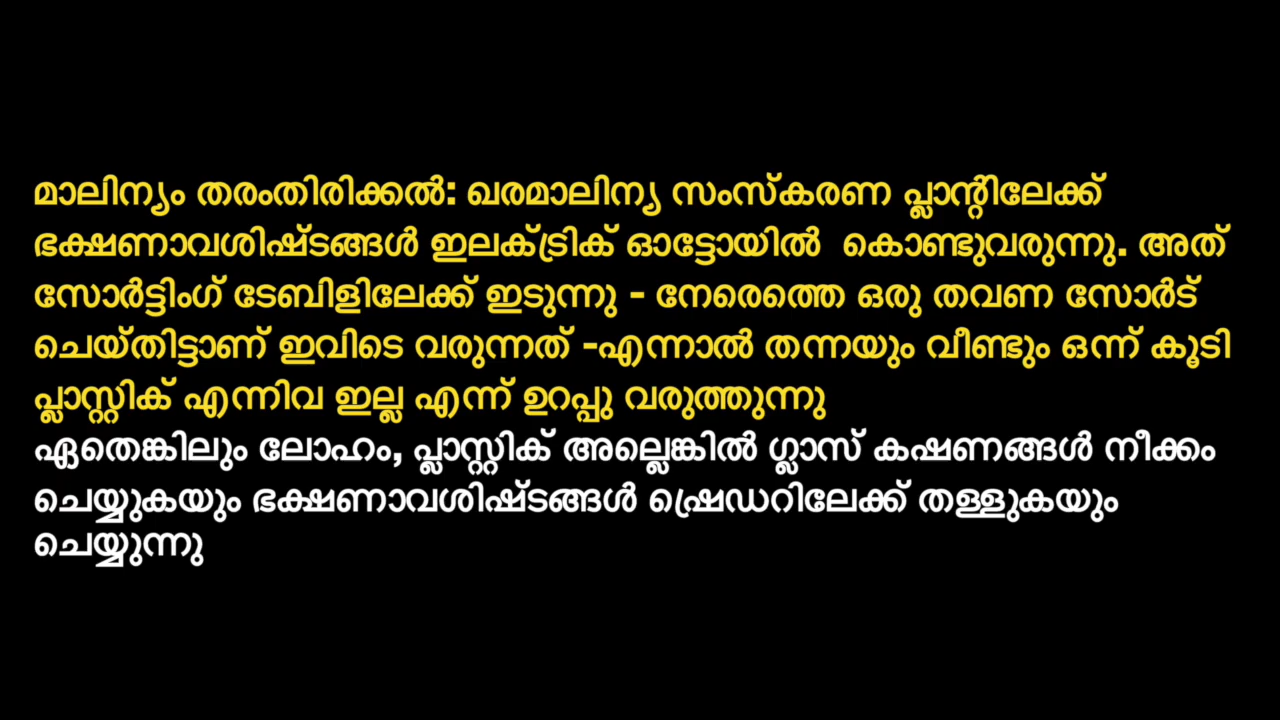 മാലിന്യം തരംതിരിക്കൽ: ഖരമാലിന്യ സംസ്കരണ പ്ലാന്റിലേക്ക്
ഭക്ഷണാവശിഷ്ടങ്ങൾ ഇലക്ട്രിക് ഓട്ടോയിൽ  കൊണ്ടുവരുന്നു. അത്
സോർട്ടിംഗ് ടേബിളിലേക്ക് ഇടുന്നു - നേരെത്തെ ഒരു തവണ സോർട്
ചെയ്തിട്ടാണ് ഇവിടെ വരുന്നത് -എന്നാൽ തന്നയും വീണ്ടും ഒന്ന് കൂടി
പ്ലാസ്റ്റിക് എന്നിവ ഇല്ല എന്ന് ഉറപ്പു വരുത്തുന്നു
ഏതെങ്കിലും ലോഹം, പ്ലാസ്റ്റിക് അല്ലെങ്കിൽ ഗ്ലാസ് കഷണങ്ങൾ നീക്കം
ചെയ്യുകയും ഭക്ഷണാവശിഷ്ടങ്ങൾ ഷ്രെഡറിലേക്ക് തള്ളുകയും
ചെയ്യുന്നു